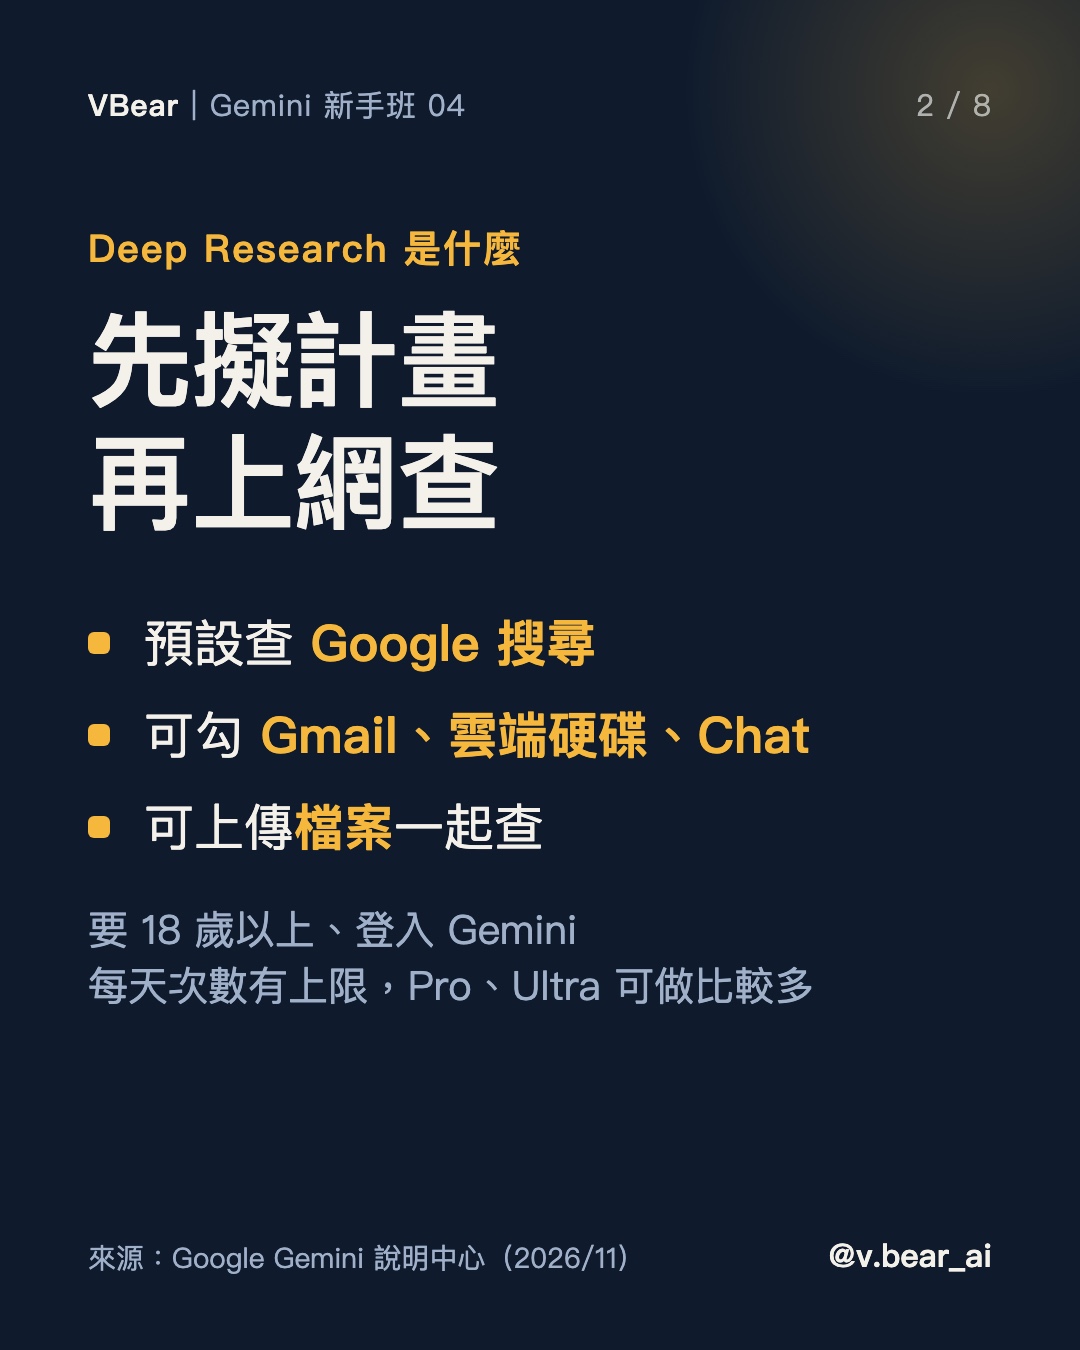 VBear | Gemini 新手班 04
2 / 8
Deep Research 是什麼
先擬計畫
再上網查
預設查 Google 搜尋
可勾 Gmail、雲端硬碟、Chat
可上傳檔案一起查
要 18 歲以上、登入 Gemini
每天次數有上限，Pro、Ultra 可做比較多
來源：Google Gemini 說明中心（2026/11）
@v.bear_ai